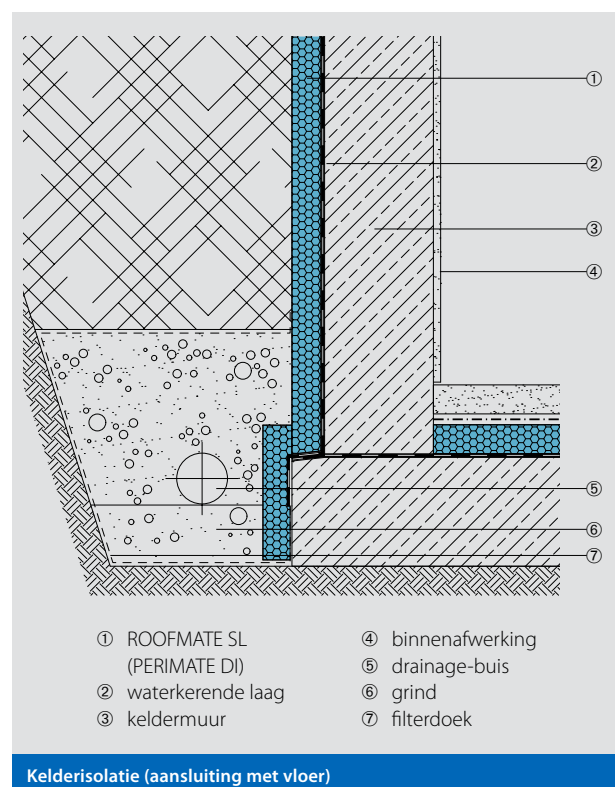 ①
②
③
④
⑤
⑥
⑦
① ROOFMATE SL
(PERIMATE DI)
② waterkerende laag
③ keldermuur
④ binnenafwerking
⑤ drainage-buis
⑥ grind
⑦ filterdoek
Kelderisolatie (aansluiting met vloer)